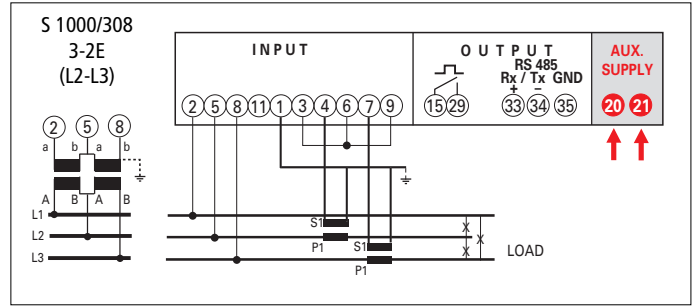 S 1000/308
3-2E
(L2-L3)
INPUT
OUTPUT
RS 485
Rx / Tx GND
+ −
AUX.
SUPPLY
2 5 8 11 1 3 4 6 7 9
15 29 33 34 35
20 21
2 5 8
a b a b
A B A B
L1
L2
L3
S1
P1
S1
P1
LOAD